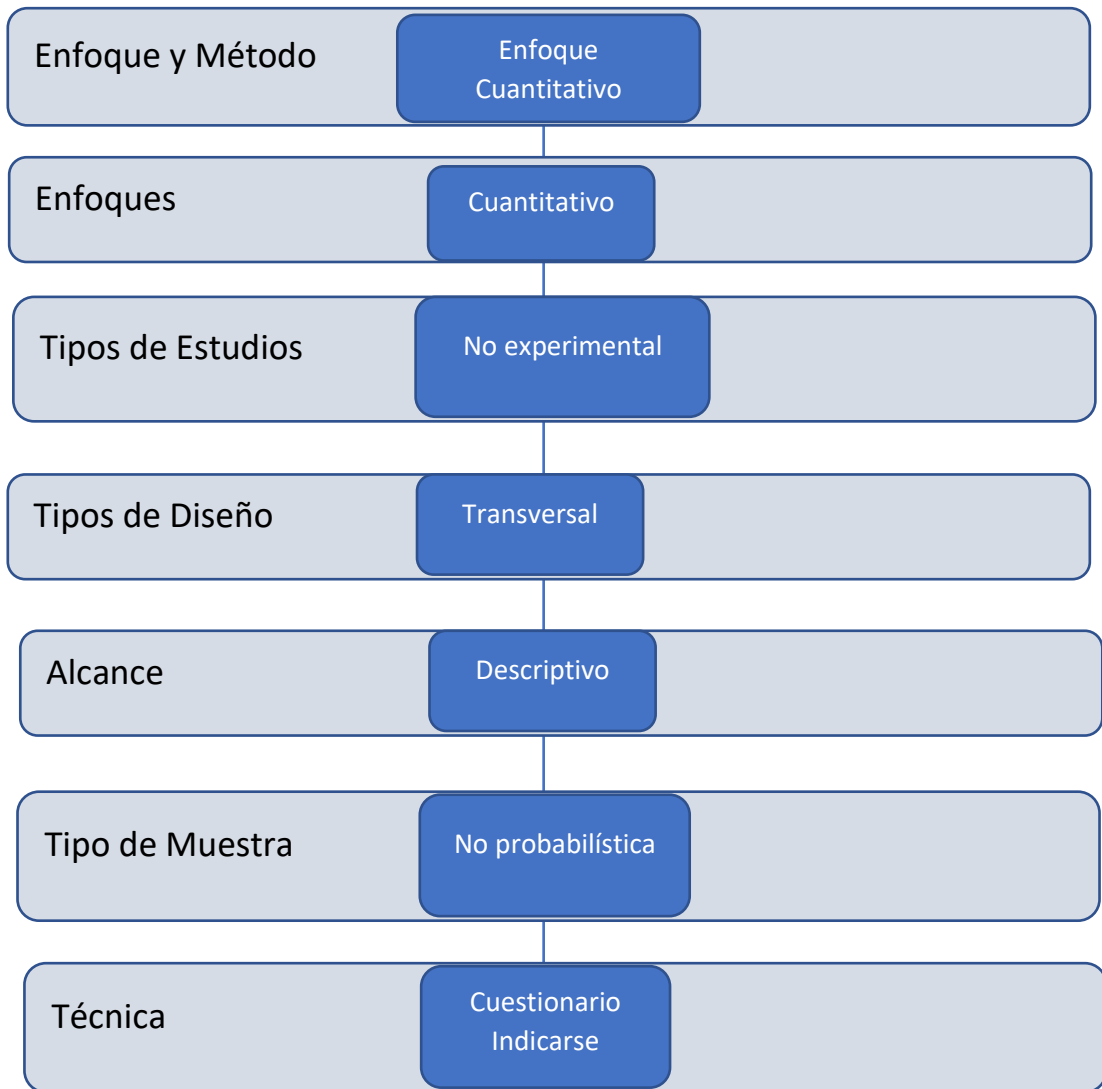 Enfoque y Método
Enfoque
Cuantitativo
Enfoques
Cuantitativo
Tipos de Estudios
No experimental
Tipos de Diseño
Transversal
Alcance
Descriptivo
Tipo de Muestra
No probabilística
Técnica
Cuestionario
Indicarse